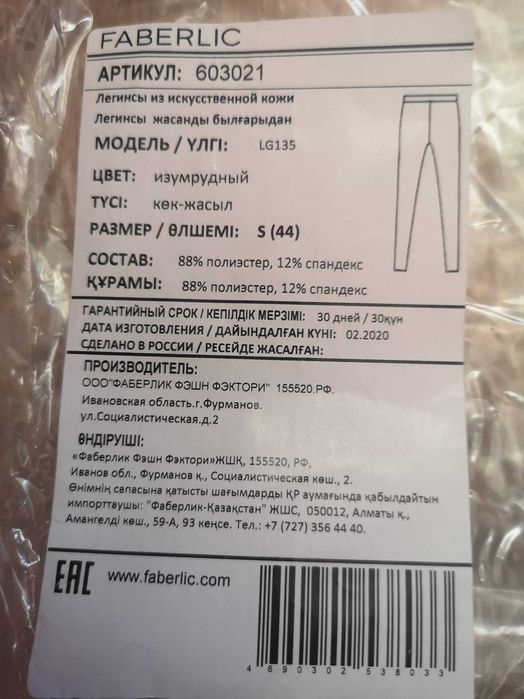 FABERLIC
АРТИКУЛ: 603021
Легинсы из искусственной кожи
Легинсы жасанды былғарыдан
МОДЕЛЬ / ҮЛГІ: LG135
ЦВЕТ: изумрудный
ТҮСІ: көк-жасыл
РАЗМЕР / ӨЛШЕМІ: S (44)
СОСТАВ: 88% полиэстер, 12% спандекс
ҚҰРАМЫ: 88% полиэстер, 12% спандекс
ГАРАНТИЙНЫЙ СРОК / КЕПІЛДІК МЕРЗІМІ: 30 дней / 30күн
ДАТА ИЗГОТОВЛЕНИЯ / ДАЙЫНДАЛҒАН КҮНІ: 02.2020
СДЕЛАНО В РОССИИ / РЕСЕЙДЕ ЖАСАЛҒАН:
ПРОИЗВОДИТЕЛЬ:
ООО"ФАБЕРЛИК ФЭШН ФЭКТОРИ" 155520.РФ.
Ивановская область.г.Фурманов.
ул.Социалистическая.д.2
ӨНДІРУШІ:
«Фаберлик Фэшн Фэктори»ЖШҚ, 155520, РФ,
Иванов обл., Фурманов қ., Социалистическая көш., 2.
Өнімнің сапасына қатысты шағымдарды ҚР аумағында қабылдайтын
импорттаушы: "Фаберлик-Қазақстан" ЖШС, 050012, Алматы қ.,
Амангелді көш., 59-А, 93 кеңсе. Тел.: +7 (727) 356 44 40.
EAC www.faberlic.com
4 690302 538033